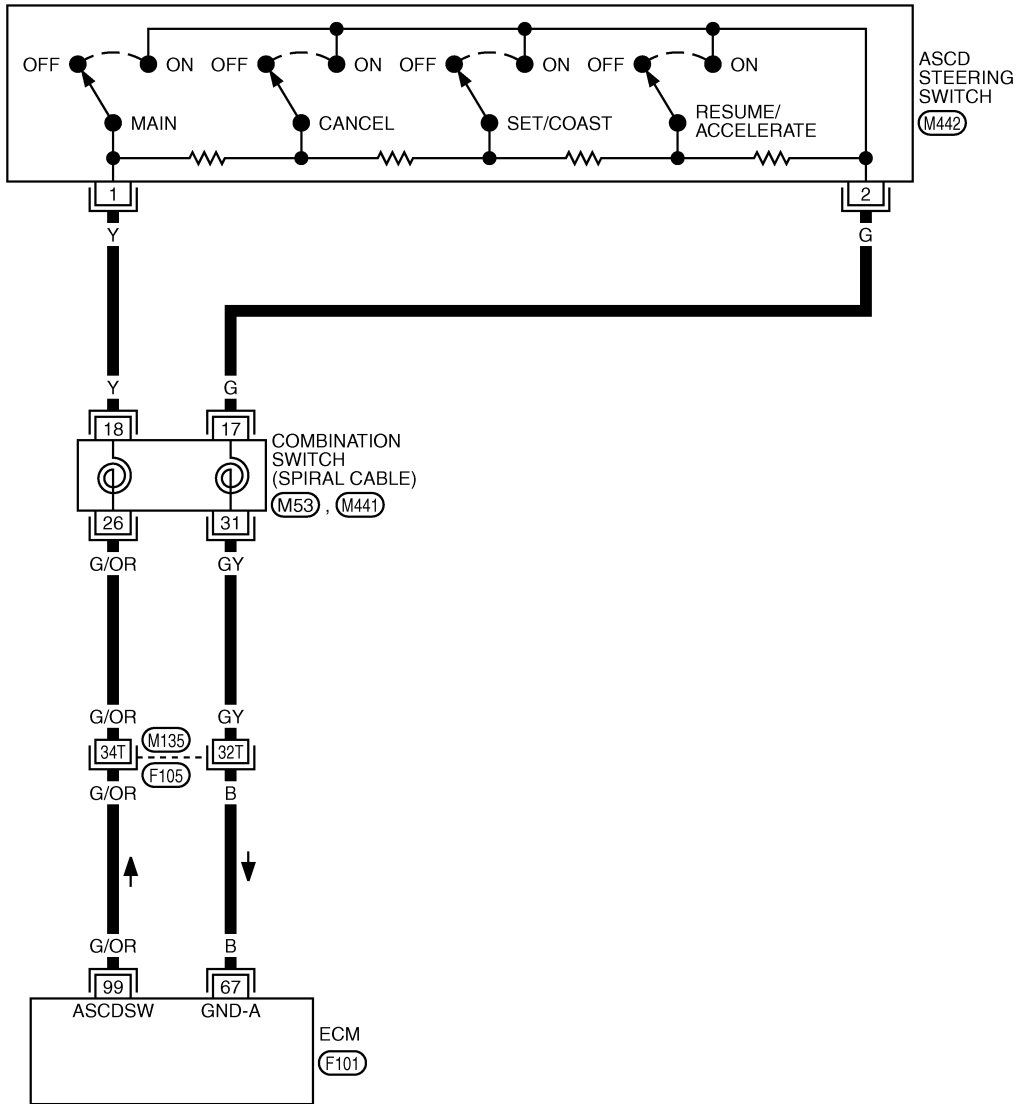 OFF ON OFF ON OFF ON OFF ON
ASCD
STEERING
SWITCH
M442
MAIN
CANCEL
SET/COAST
RESUME/
ACCELERATE
1
2
Y
G
Y
G
18
17
COMBINATION
SWITCH
(SPIRAL CABLE)
M53 , M441
26
31
G/OR
GY
G/OR
GY
34T
M135
32T
F105
G/OR
B
G/OR
B
99
67
ASCDSW
GND-A
ECM
F101